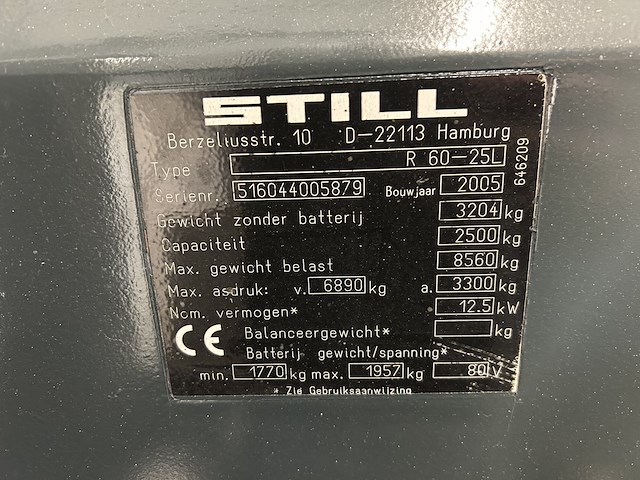 STILL
Berzeliusstr. 10 D-22113 Hamburg
Type R 60-25L
Serienr. 516044005879 Bouwjaar 2005
Gewicht zonder batterij 3204 kg
Capaciteit 2500 kg
Max. gewicht belast 8560 kg
Max. asdruk: v. 6890 kg a. 3300 kg
Nom. vermogen* 12.5 kW
CE Balanceergewicht* kg
Batterij gewicht/spanning*
min. 1770 kg max. 1957 kg 80 V
* Zie Gebruiksaanwijzing
646209